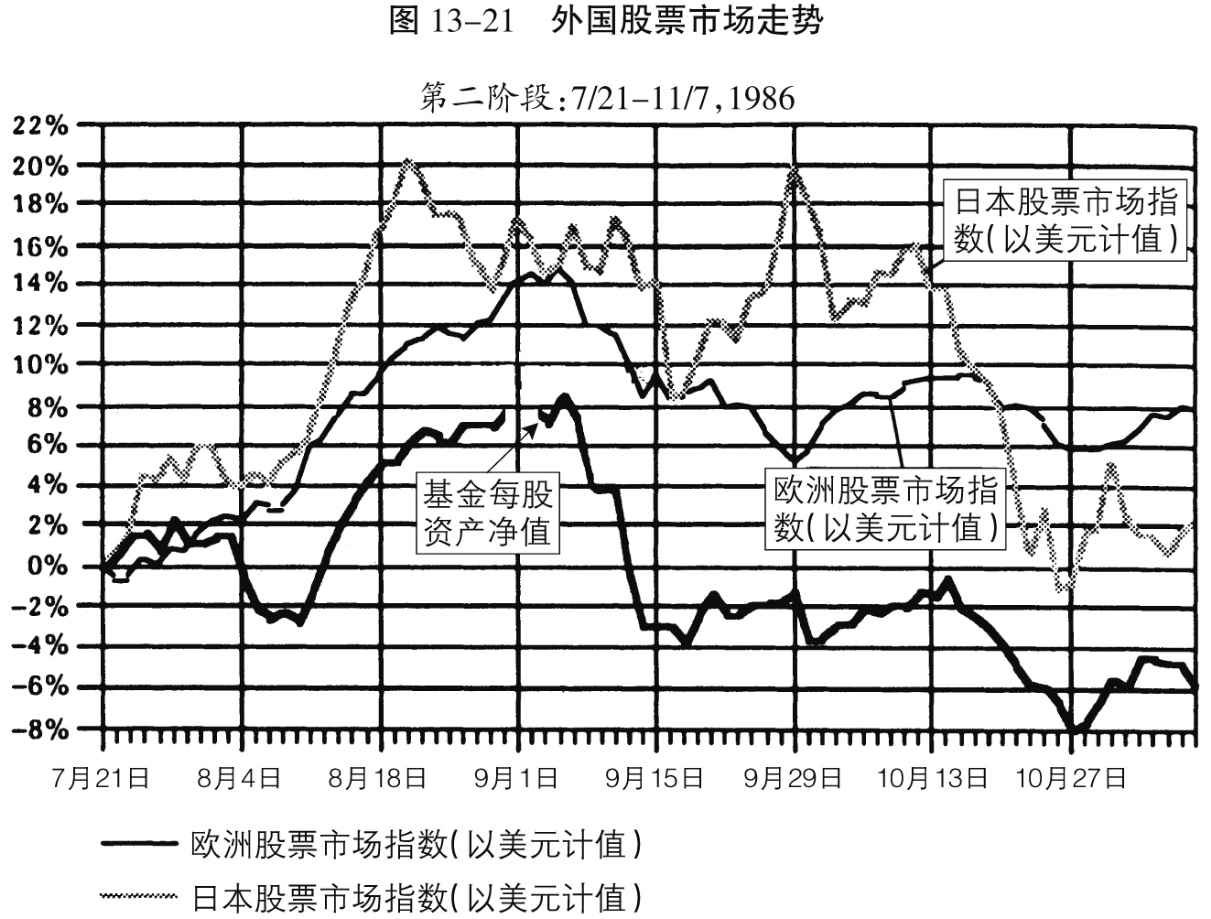 图 13–21 外国股票市场走势
第二阶段:7/21–11/7,1986
22%
20%
18%
16%
14%
12%
10%
8%
6%
4%
2%
0%
-2%
-4%
-6%
-8%
日本股票市场指
数(以美元计值)
基金每股
资产净值
欧洲股票市场指
数(以美元计值)
7月21日 8月4日 8月18日 9月1日 9月15日 9月29日 10月13日 10月27日
欧洲股票市场指数(以美元计值)
日本股票市场指数(以美元计值)